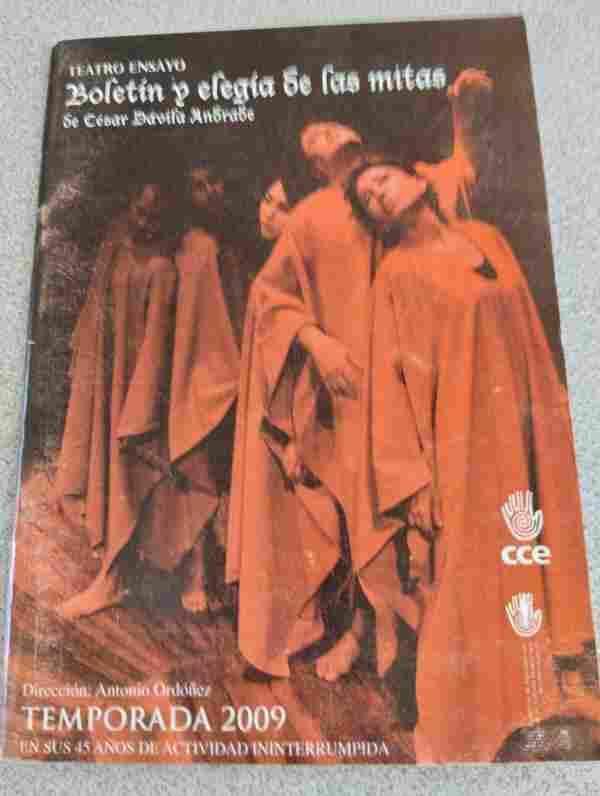 TEATRO ENSAYO
Boletín y elegía de las mitas
de César Dávila Andrade
cce
Dirección: Antonio Ordóñez
TEMPORADA 2009
EN SUS 45 AÑOS DE ACTIVIDAD ININTERRUMPIDA